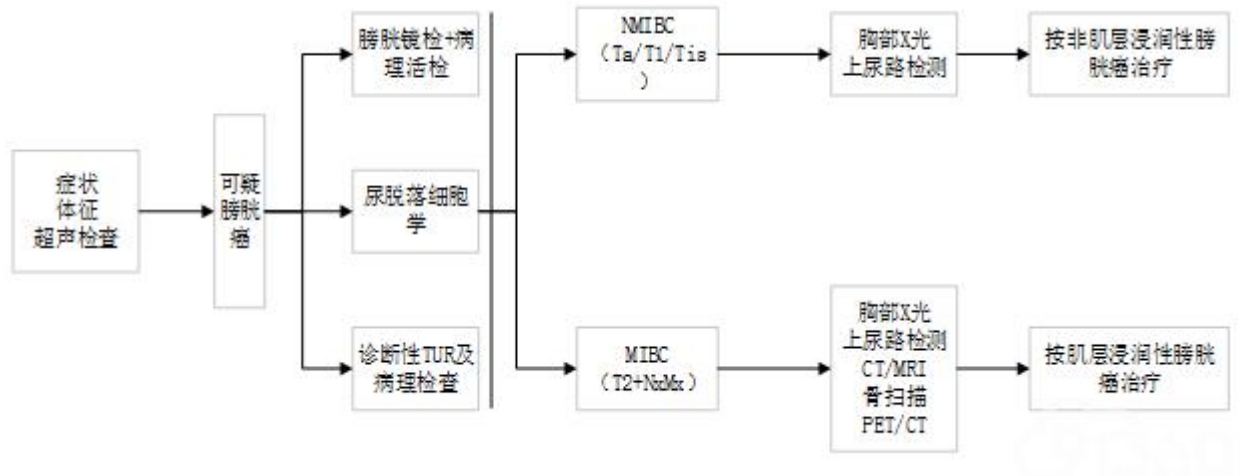 症状
体征
超声检查
可疑
膀胱
癌
膀胱镜检+病
理活检
尿脱落细胞
学
诊断性TUR及
病理检查
NMIBC
（Ta/T1/Tis
）
胸部X光
上尿路检测
按非肌层浸润性膀
胱癌治疗
MIBC
（T2+NxMx）
胸部X光
上尿路检测
CT/MRI
骨扫描
PET/CT
按肌层浸润性膀胱
癌治疗